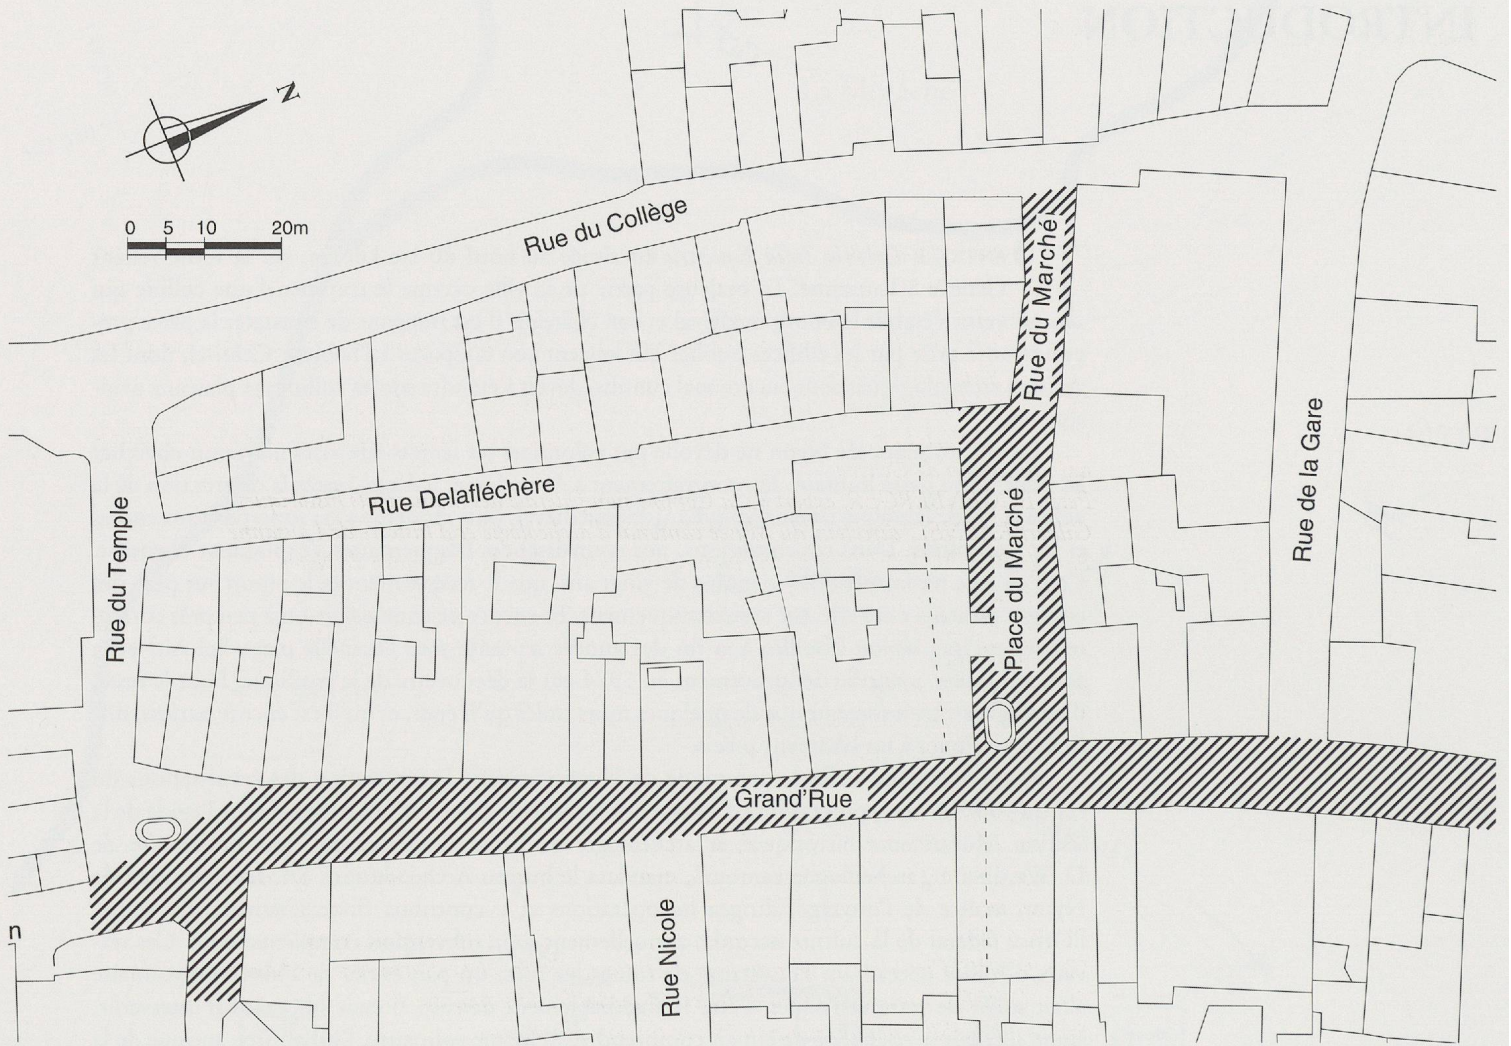 N
0 5 10 20m
Rue du Collège
Rue du Marché
Rue Delafléchère
Rue de la Gare
Rue du Temple
Place du Marché
Grand'Rue
Rue Nicole
n